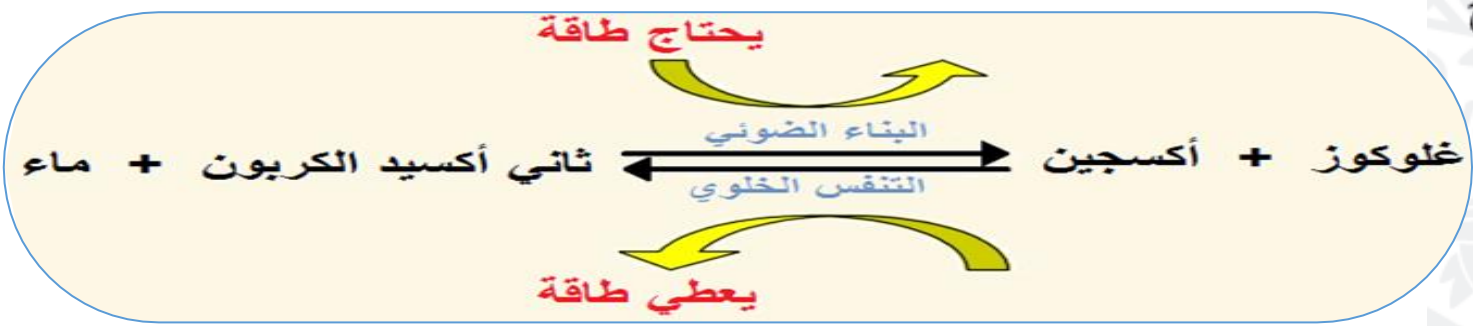 يحتاج طاقة
البناء الضوئي
غلوكوز + أكسجين ثاني أكسيد الكربون + ماء
التنفس الخلوي
يعطي طاقة